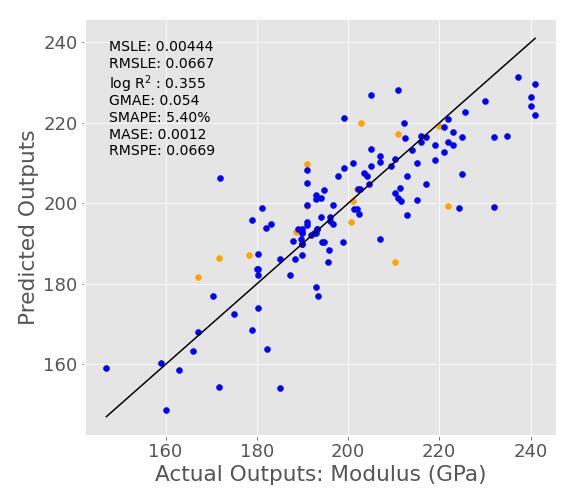 MSLE: 0.00444
RMSLE: 0.0667
log R² : 0.355
GMAE: 0.054
SMAPE: 5.40%
MASE: 0.0012
RMSPE: 0.0669
Predicted Outputs
240
220
200
180
160
160 180 200 220 240
Actual Outputs: Modulus (GPa)